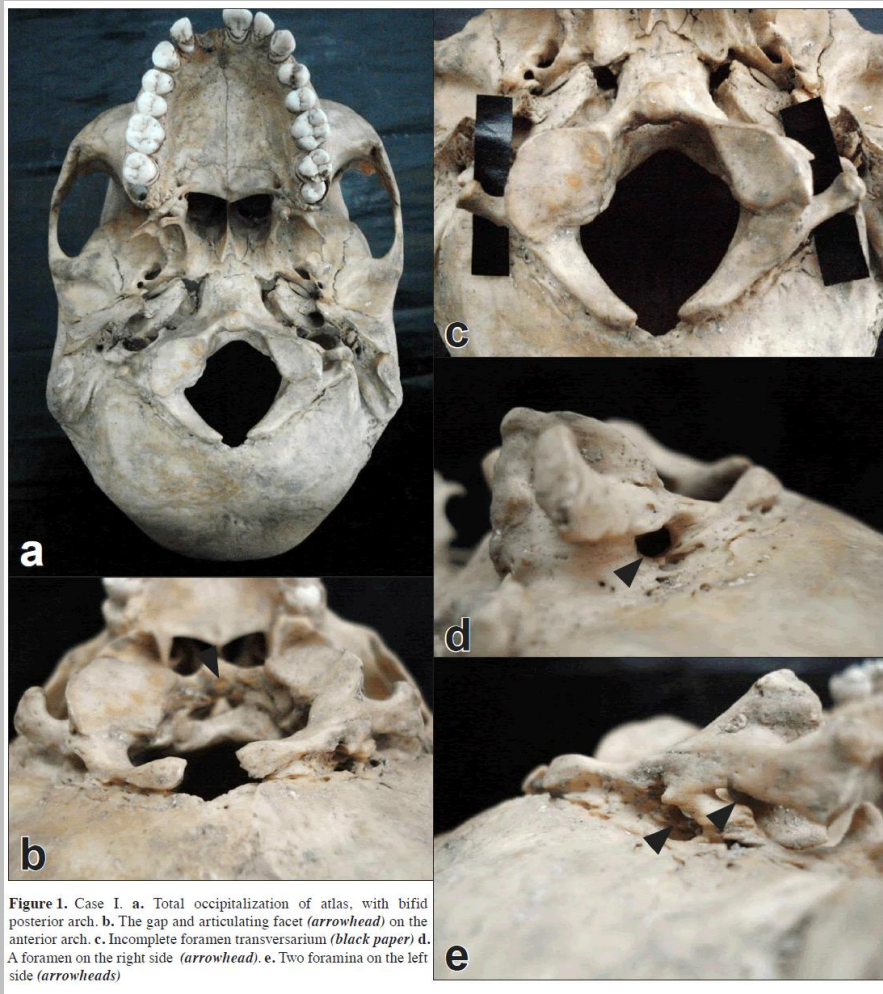 a
b
c
d
e
Figure 1. Case I. a. Total occipitalization of atlas, with bifid
posterior arch. b. The gap and articulating facet (arrowhead) on the
anterior arch. c. Incomplete foramen transversarium (black paper) d.
A foramen on the right side (arrowhead). e. Two foramina on the left
side (arrowheads)